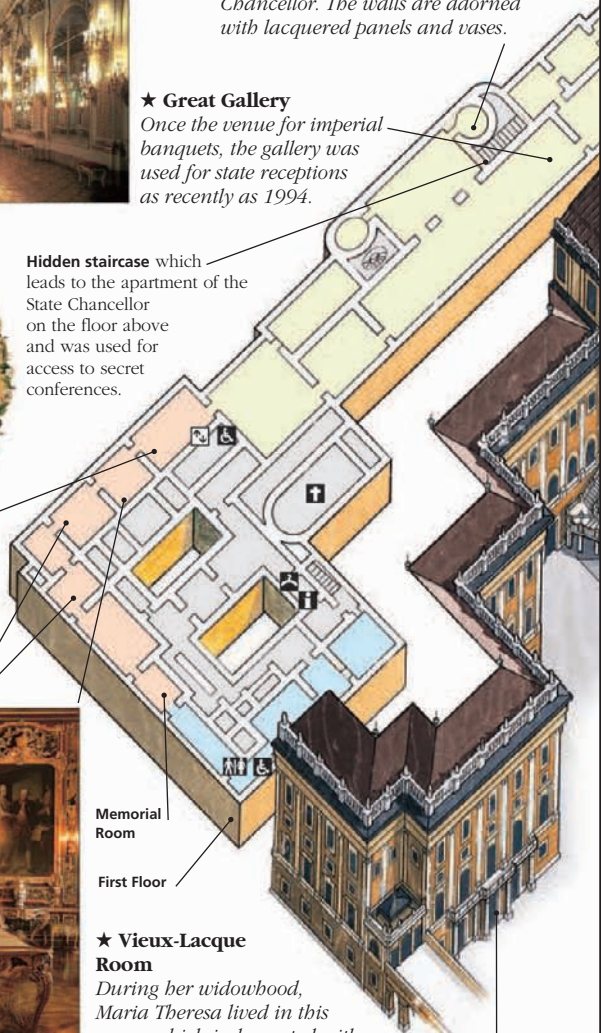 Chancellor. The walls are adorned
with lacquered panels and vases.
★ Great Gallery
Once the venue for imperial
banquets, the gallery was
used for state receptions
as recently as 1994.
Hidden staircase which
leads to the apartment of the
State Chancellor
on the floor above
and was used for
access to secret
conferences.
Memorial
Room
First Floor
★ Vieux-Lacque
Room
During her widowhood,
Maria Theresa lived in this